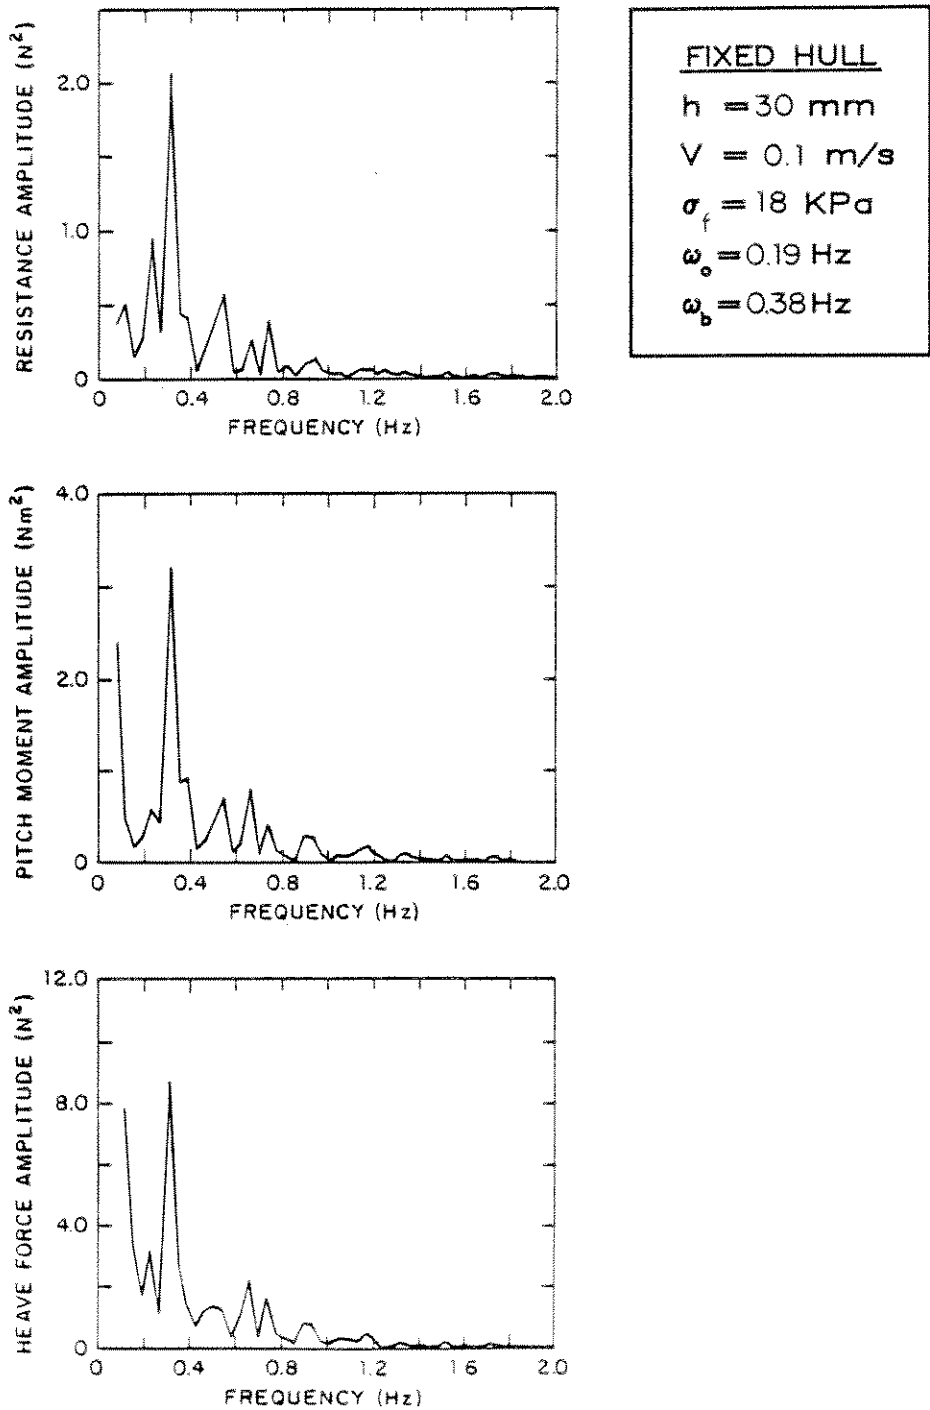 RESISTANCE AMPLITUDE (N²)
2.0
1.0
0
0 0.4 0.8 1.2 1.6 2.0
FREQUENCY (Hz)
FIXED HULL
h = 30 mm
V = 0.1 m/s
σf = 18 KPa
ωo = 0.19 Hz
ωb = 0.38 Hz
PITCH MOMENT AMPLITUDE (Nm²)
4.0
2.0
0
0 0.4 0.8 1.2 1.6 2.0
FREQUENCY (Hz)
HEAVE FORCE AMPLITUDE (N²)
12.0
8.0
4.0
0
0 0.4 0.8 1.2 1.6 2.0
FREQUENCY (Hz)